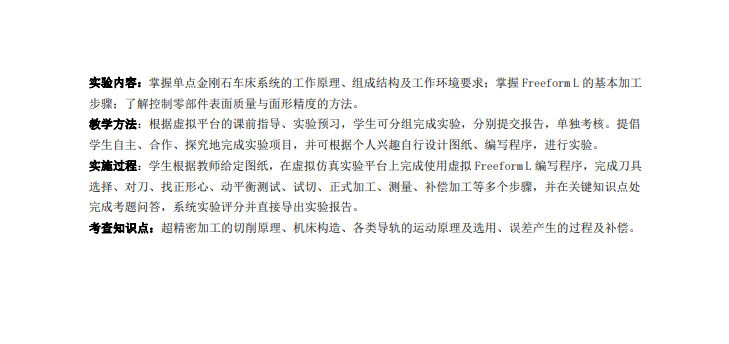 实验内容：掌握单点金刚石车床系统的工作原理、组成结构及工作环境要求；掌握 Freeform L 的基本加工
步骤；了解控制零部件表面质量与面形精度的方法。
教学方法：根据虚拟平台的课前指导、实验预习，学生可分组完成实验，分别提交报告，单独考核。提倡
学生自主、合作、探究地完成实验项目，并可根据个人兴趣自行设计图纸、编写程序，进行实验。
实施过程：学生根据教师给定图纸，在虚拟仿真实验平台上完成使用虚拟 Freeform L 编写程序，完成刀具
选择、对刀、找正形心、动平衡测试、试切、正式加工、测量、补偿加工等多个步骤，并在关键知识点处
完成考题问答，系统实验评分并直接导出实验报告。
考查知识点：超精密加工的切削原理、机床构造、各类导轨的运动原理及选用、误差产生的过程及补偿。